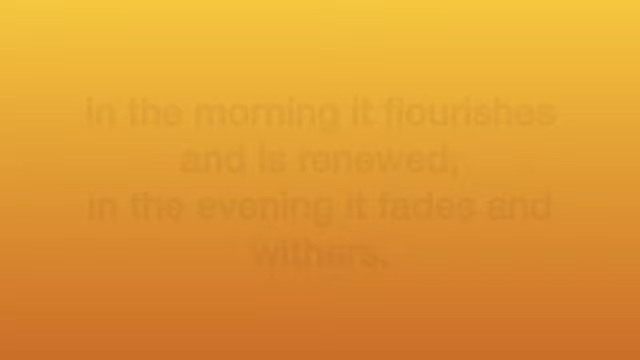 in the morning it flourishes
and is renewed;
in the evening it fades and
withers.